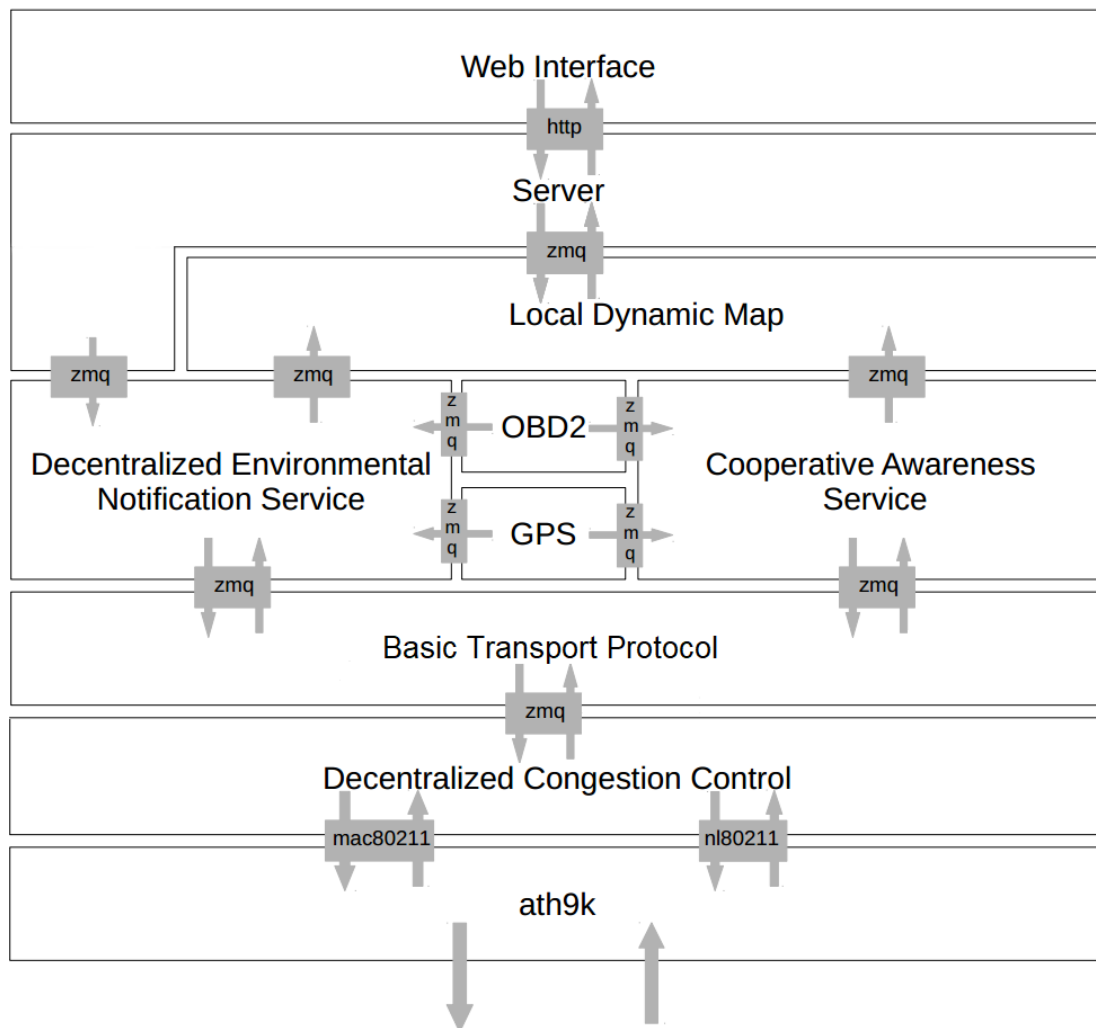 Web Interface
http
Server
zmq
Local Dynamic Map
zmq
zmq
zmq
z
m
q
OBD2
z
m
q
Decentralized Environmental
Notification Service
Cooperative Awareness
Service
z
m
q
GPS
z
m
q
zmq
zmq
Basic Transport Protocol
zmq
Decentralized Congestion Control
mac80211
nl80211
ath9k